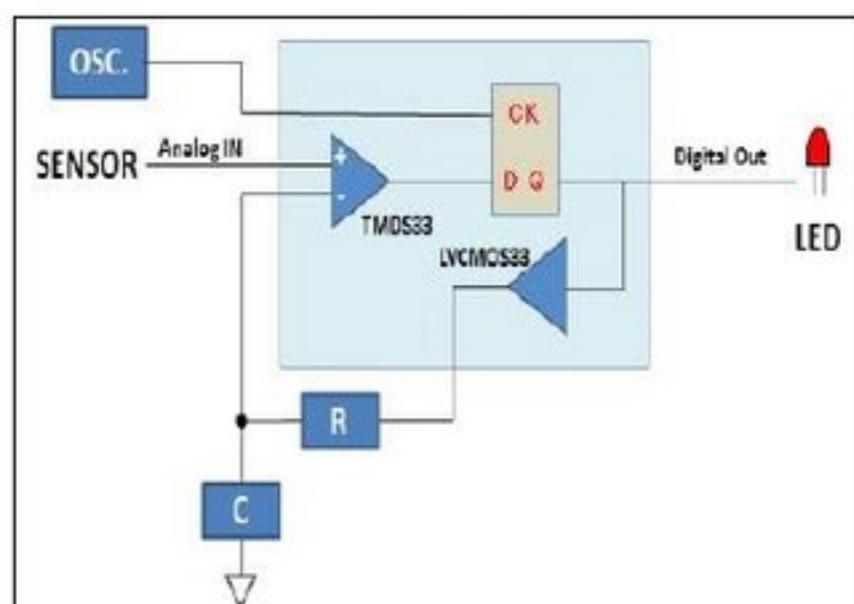 OSC.
CK
Analog IN
SENSOR
+
-
D Q
Digital Out
TMDS33
LVCMOS33
LED
R
C